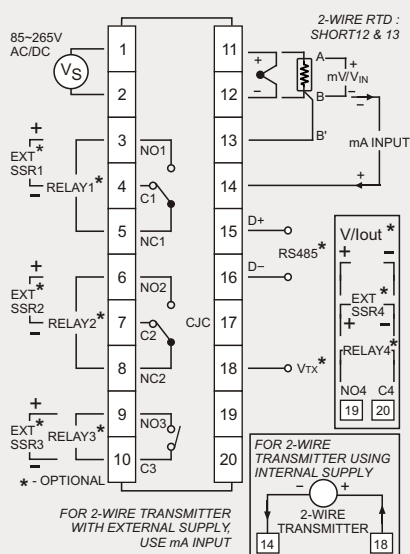 2-WIRE RTD :
SHORT12 & 13
85~265V
AC/DC
VS
1
2
3
4
5
6
7
8
9
10
11
12
13
14
15
16
17
18
19
20
+
EXT*
SSR1
–
RELAY1*
NO1
C1
NC1
+
EXT*
SSR2
–
RELAY2*
NO2
C2
NC2
+
EXT*
SSR3
–
RELAY3*
NO3
C3
* - OPTIONAL
CJC
+
–
A
B
B'
+
mV/VIN
–
–
mA INPUT
+
D+
RS485*
D–
VTX*
V/Iout *
+ -
EXT*
SSR4
+ -
RELAY4*
NO4 C4
19 20
FOR 2-WIRE
TRANSMITTER USING
INTERNAL SUPPLY
– +
2-WIRE
TRANSMITTER
14 18
FOR 2-WIRE TRANSMITTER
WITH EXTERNAL SUPPLY,
USE mA INPUT